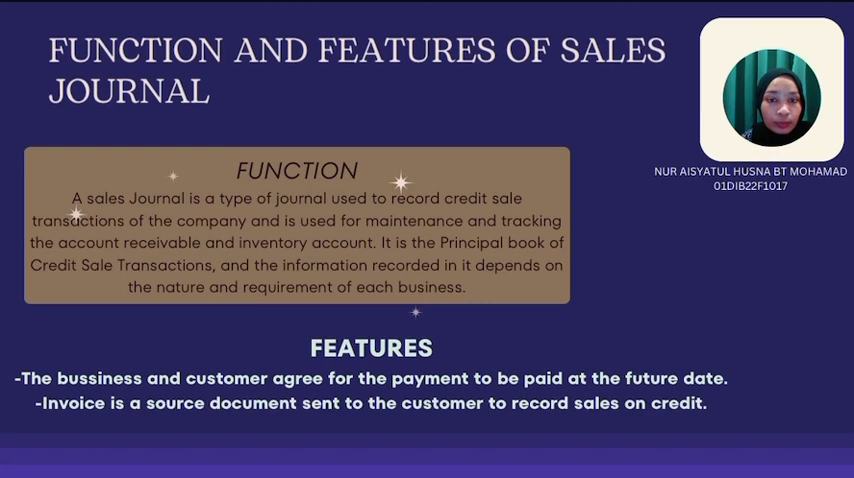 FUNCTION AND FEATURES OF SALES
JOURNAL
NUR AISYATUL HUSNA BT MOHAMAD
01DIB22F1017
FUNCTION
A sales Journal is a type of journal used to record credit sale
transactions of the company and is used for maintenance and tracking
the account receivable and inventory account. It is the Principal book of
Credit Sale Transactions, and the information recorded in it depends on
the nature and requirement of each business.
FEATURES
-The bussiness and customer agree for the payment to be paid at the future date.
-Invoice is a source document sent to the customer to record sales on credit.